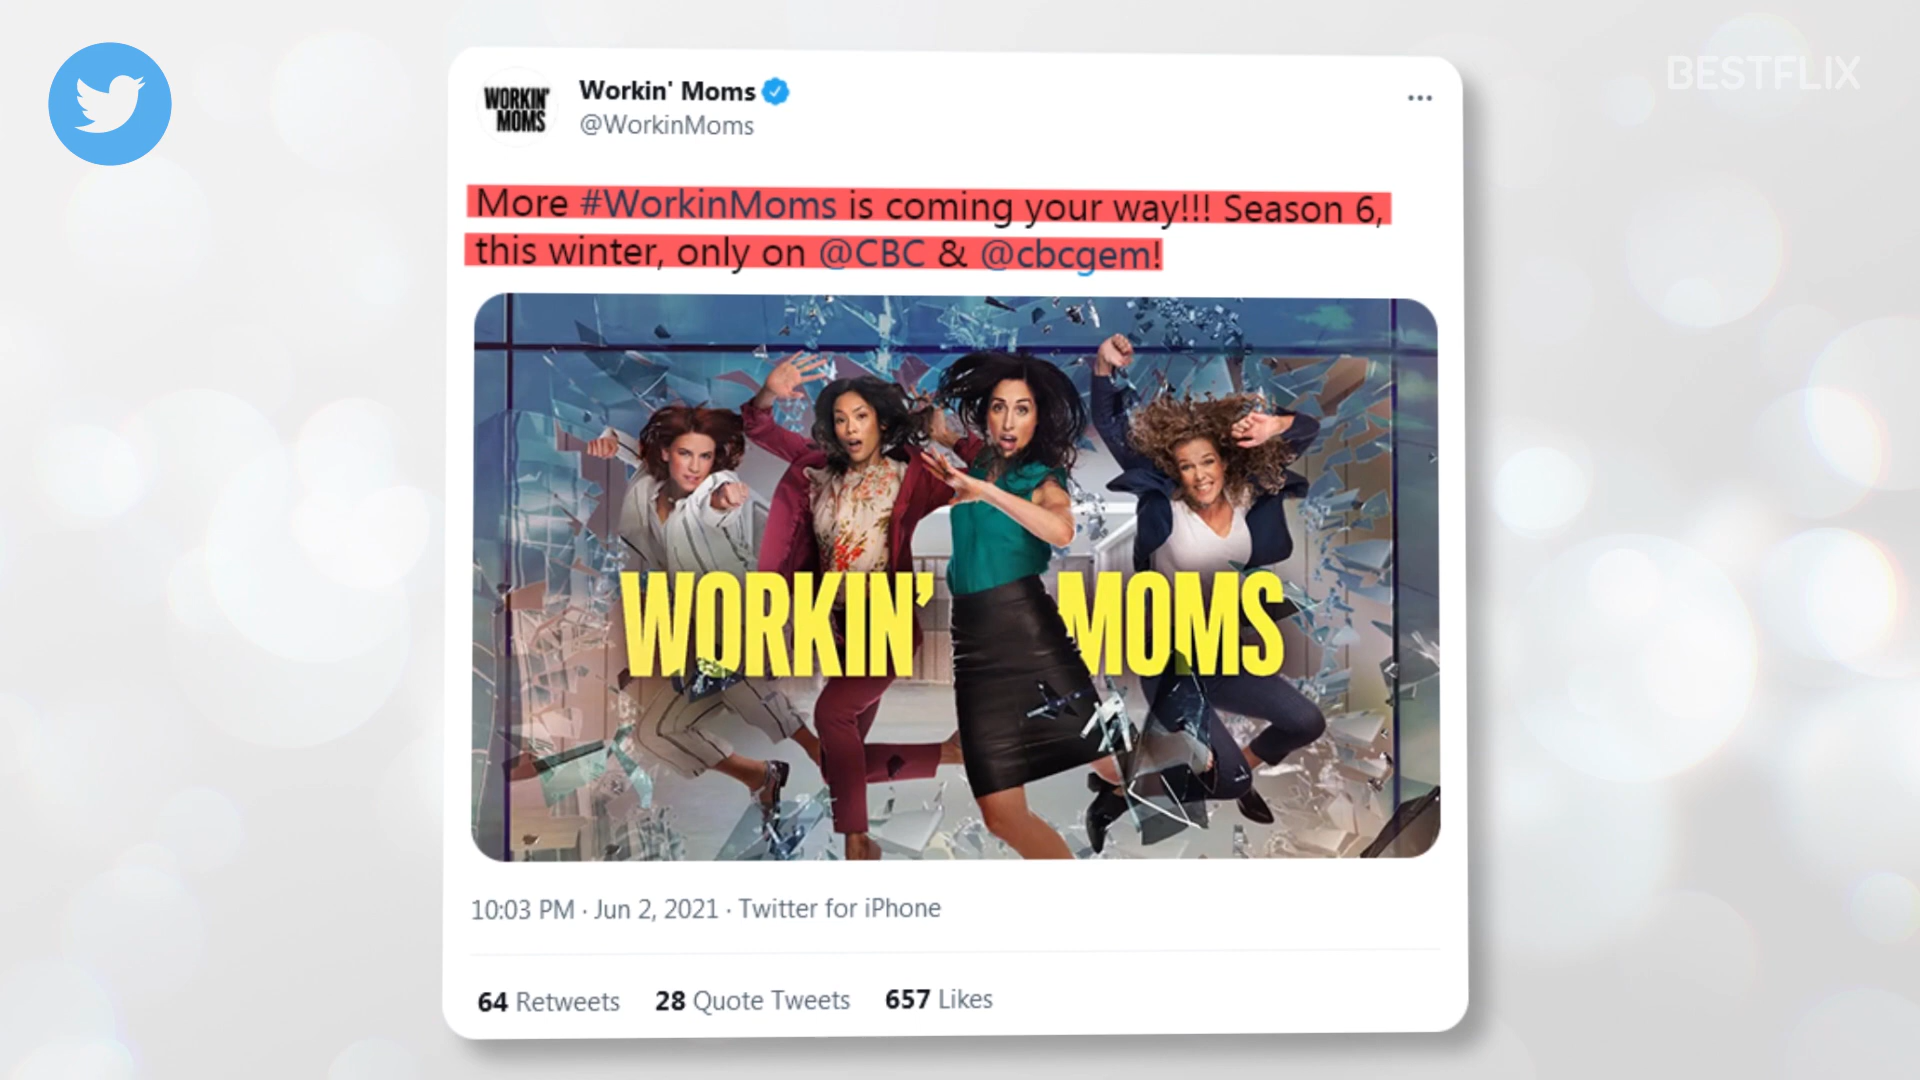 BESTFLIX
WORKIN'
MOMS
Workin' Moms
@WorkinMoms
More #WorkinMoms is coming your way!!! Season 6,
this winter, only on @CBC & @cbcgem!
WORKIN' MOMS
10:03 PM · Jun 2, 2021 · Twitter for iPhone
64 Retweets 28 Quote Tweets 657 Likes